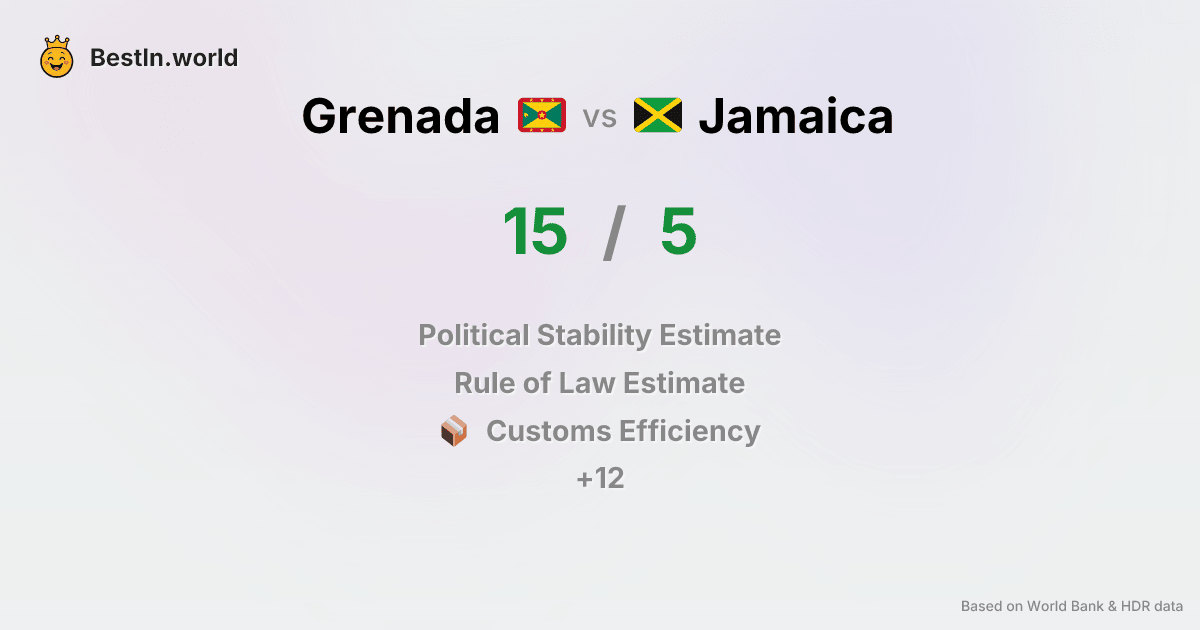 BestIn.world
Grenada vs Jamaica
15 / 5
Political Stability Estimate
Rule of Law Estimate
Customs Efficiency
+12
Based on World Bank & HDR data